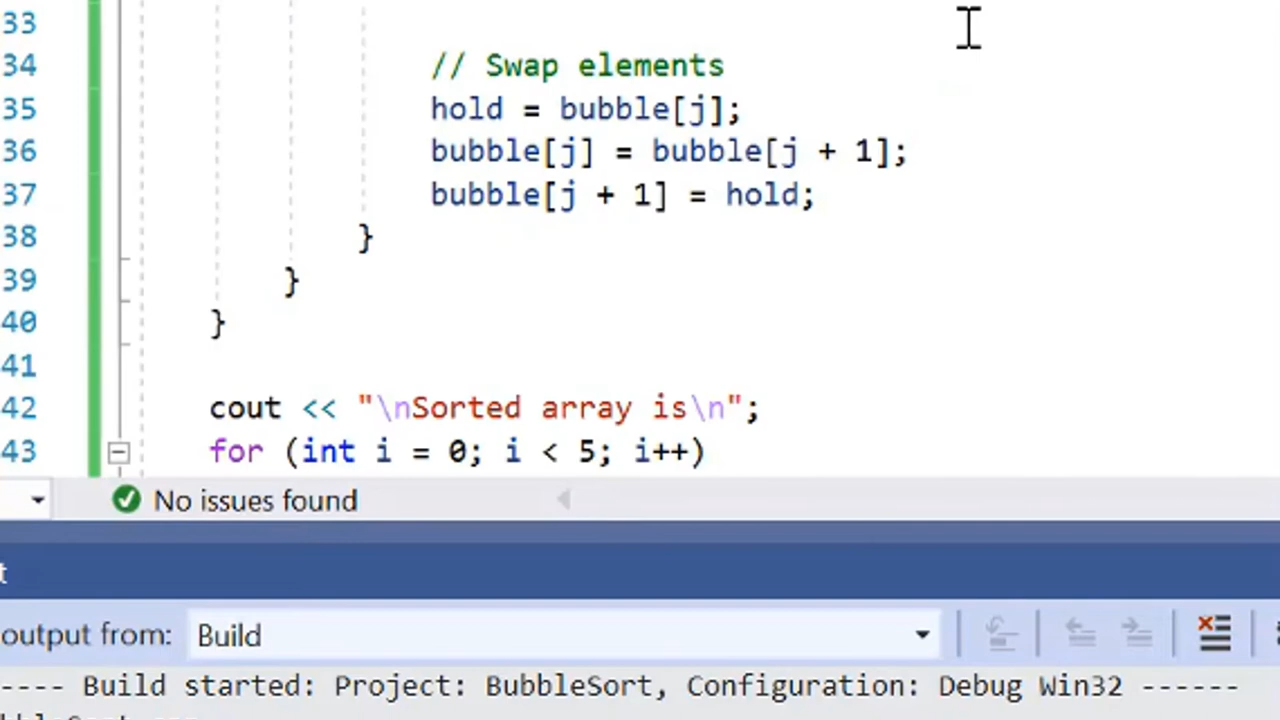 33
34 // Swap elements
35 hold = bubble[j];
36 bubble[j] = bubble[j + 1];
37 bubble[j + 1] = hold;
38 }
39 }
40 }
41
42 cout << "\nSorted array is\n";
43 for (int i = 0; i < 5; i++)
No issues found
t
output from: Build
---- Build started: Project: BubbleSort, Configuration: Debug Win32 ------